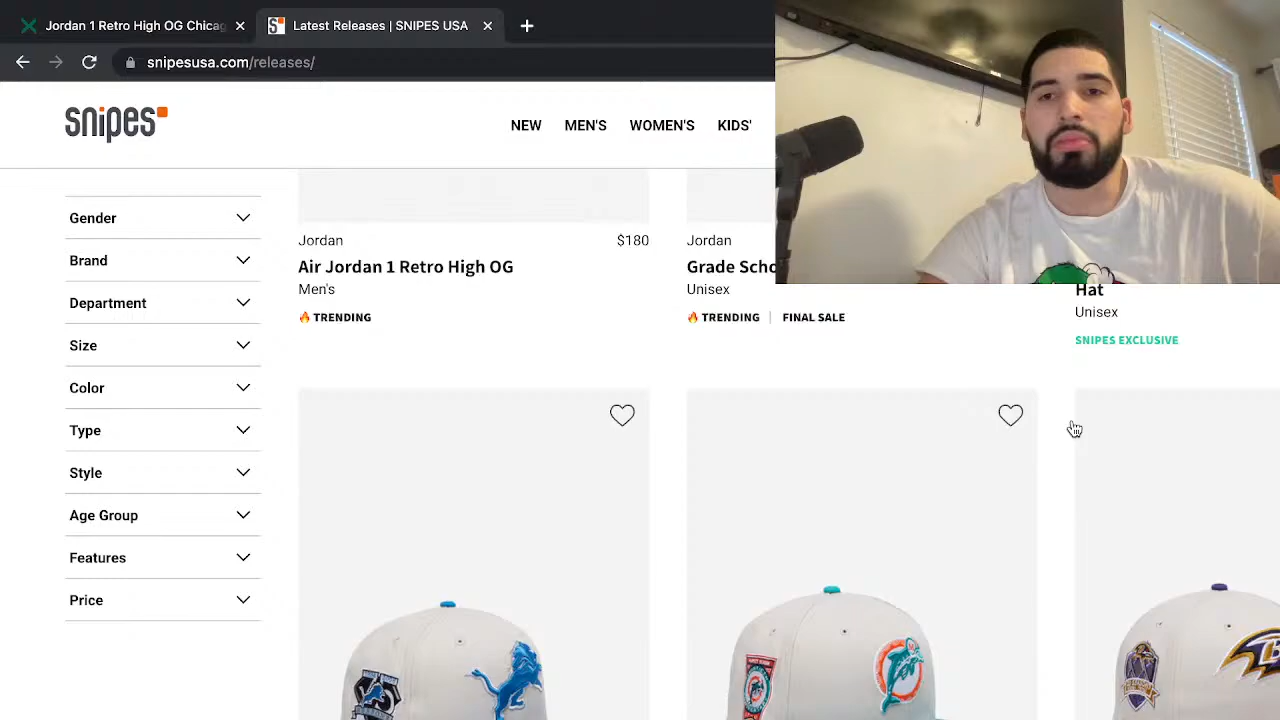 Jordan 1 Retro High OG Chicag
Latest Releases | SNIPES USA
snipesusa.com/releases/
snipes
NEW
MEN'S
WOMEN'S
KIDS'
Gender
Brand
Department
Size
Color
Type
Style
Age Group
Features
Price
Jordan
$180
Air Jordan 1 Retro High OG
Men's
🔥 TRENDING
Jordan
Grade Scho
Unisex
🔥 TRENDING | FINAL SALE
Hat
Unisex
SNIPES EXCLUSIVE